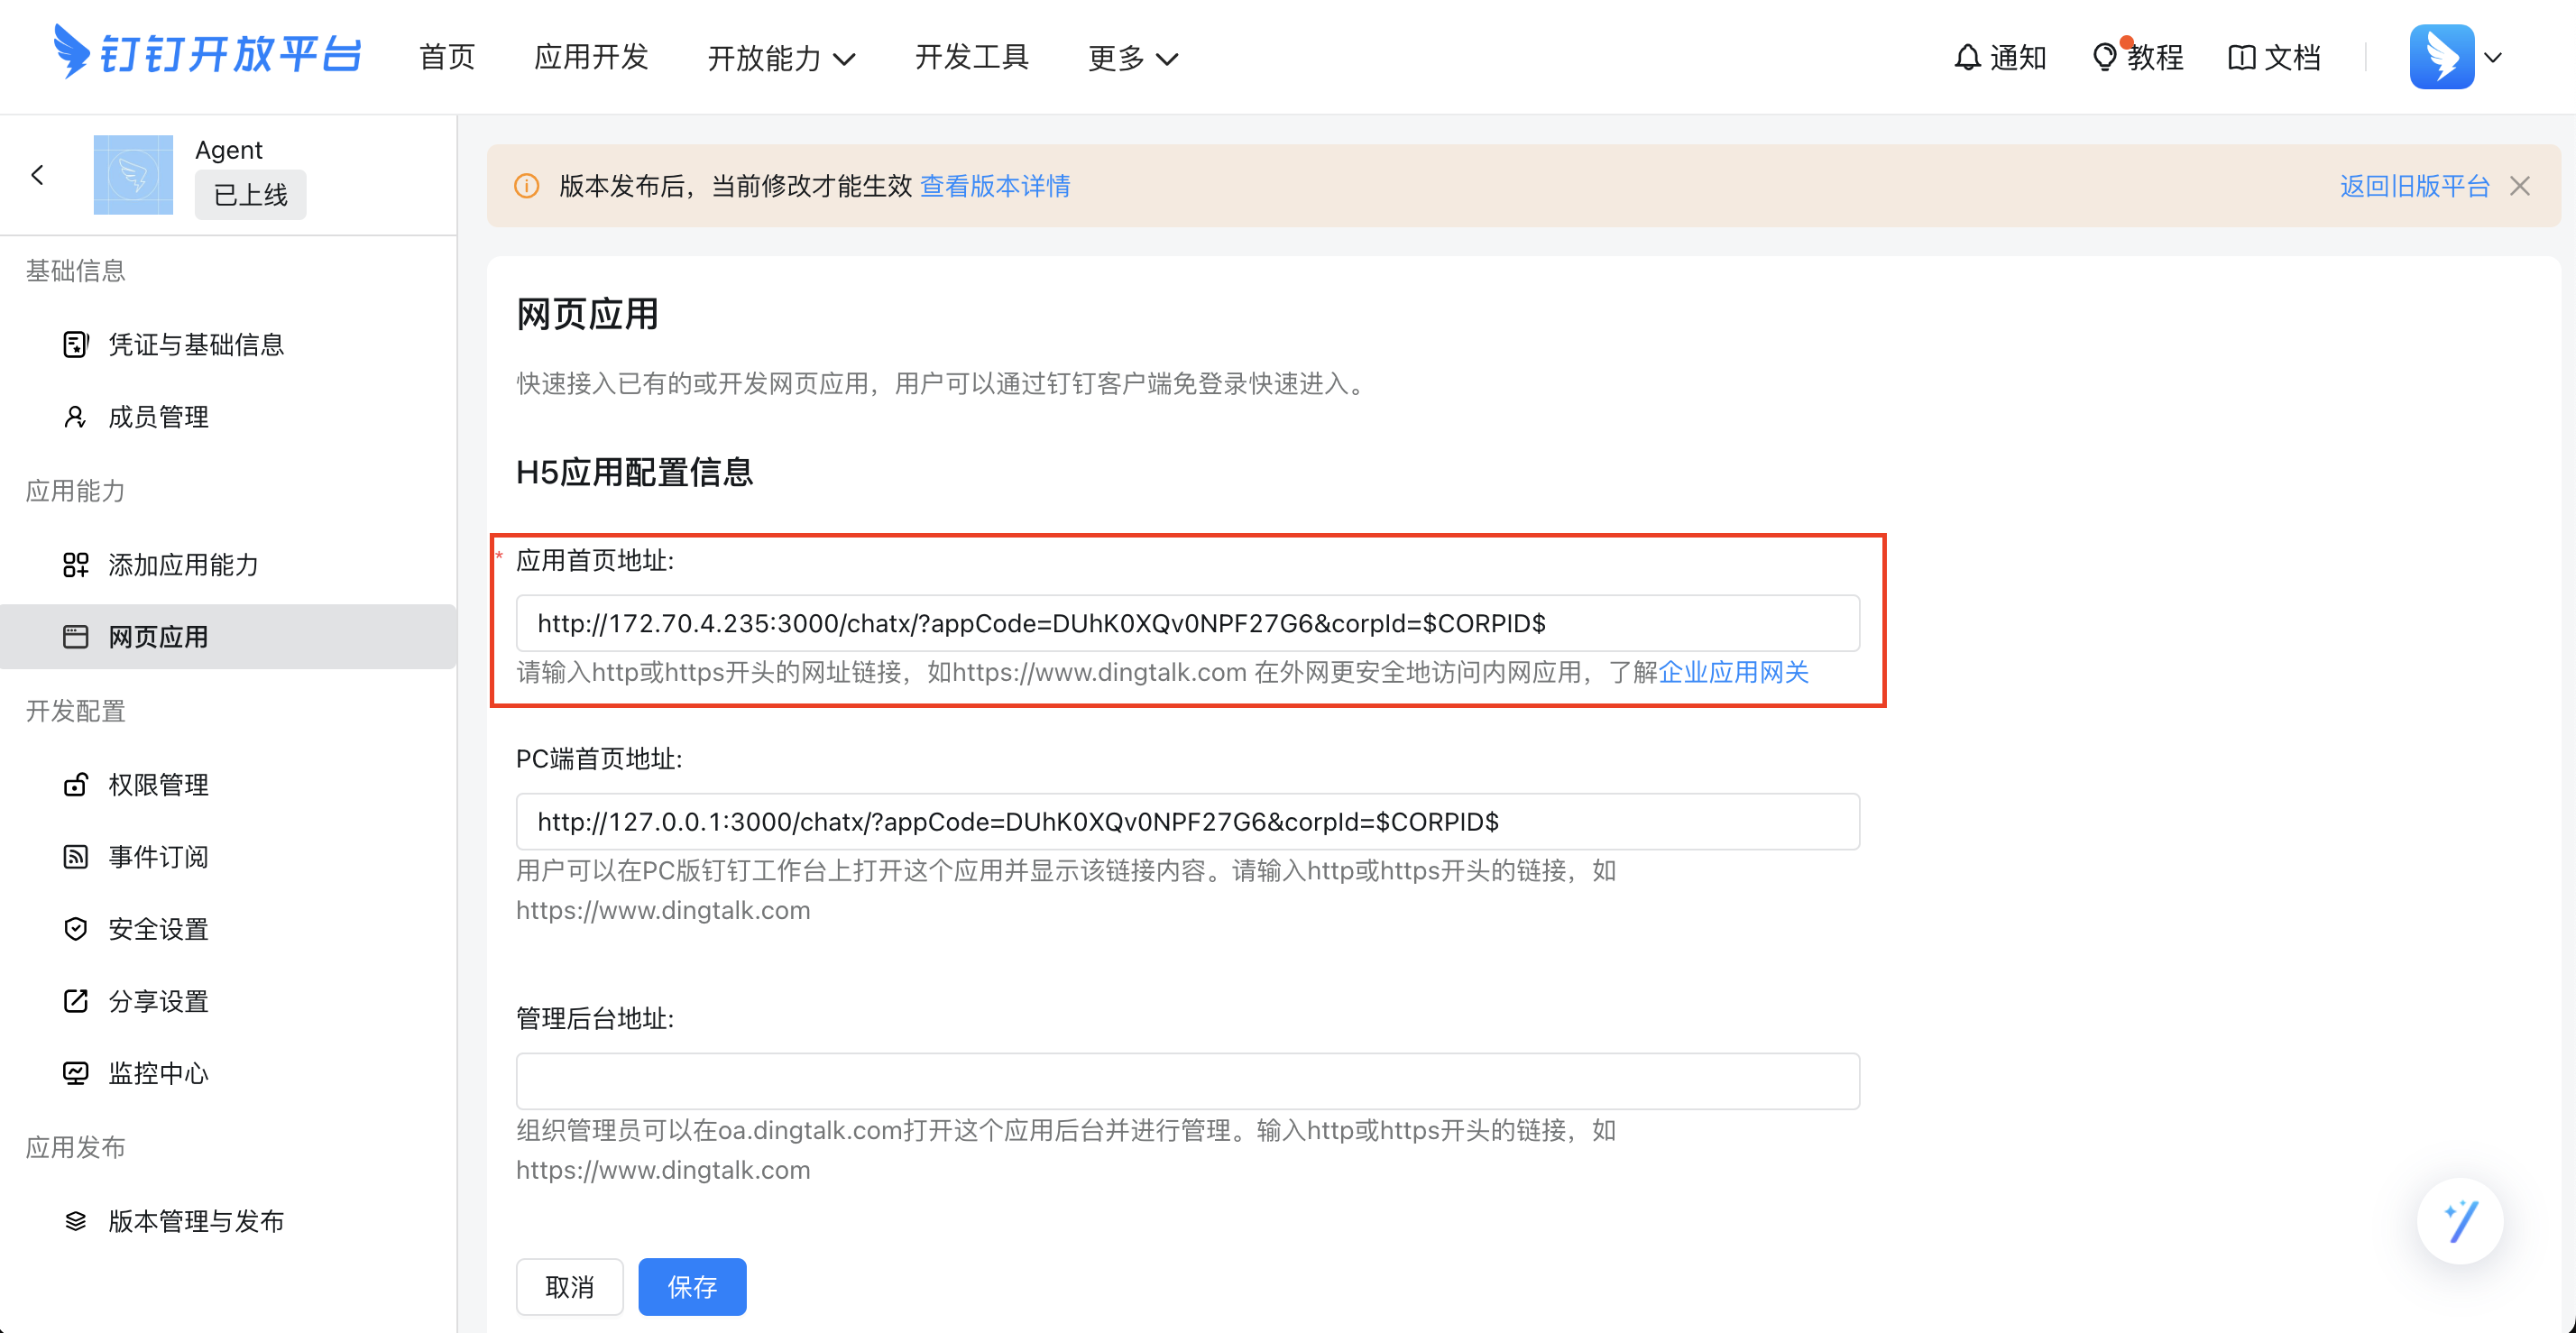 钉钉开放平台 首页 应用开发 开放能力 开发工具 更多 通知 教程 文档
Agent
已上线
基础信息
凭证与基础信息
成员管理
应用能力
添加应用能力
网页应用
开发配置
权限管理
事件订阅
安全设置
分享设置
监控中心
应用发布
版本管理与发布
版本发布后，当前修改才能生效 查看版本详情 返回旧版平台
网页应用
快速接入已有的或开发网页应用，用户可以通过钉钉客户端免登录快速进入。
H5应用配置信息
* 应用首页地址:
http://172.70.4.235:3000/chatx/?appCode=DUhK0XQv0NPF27G6&corpId=$CORPID$
请输入http或https开头的网址链接，如https://www.dingtalk.com 在外网更安全地访问内网应用，了解企业应用网关
PC端首页地址:
http://127.0.0.1:3000/chatx/?appCode=DUhK0XQv0NPF27G6&corpId=$CORPID$
用户可以在PC版钉钉工作台上打开这个应用并显示该链接内容。请输入http或https开头的链接，如
https://www.dingtalk.com
管理后台地址:
组织管理员可以在oa.dingtalk.com打开这个应用后台并进行管理。输入http或https开头的链接，如
https://www.dingtalk.com
取消 保存